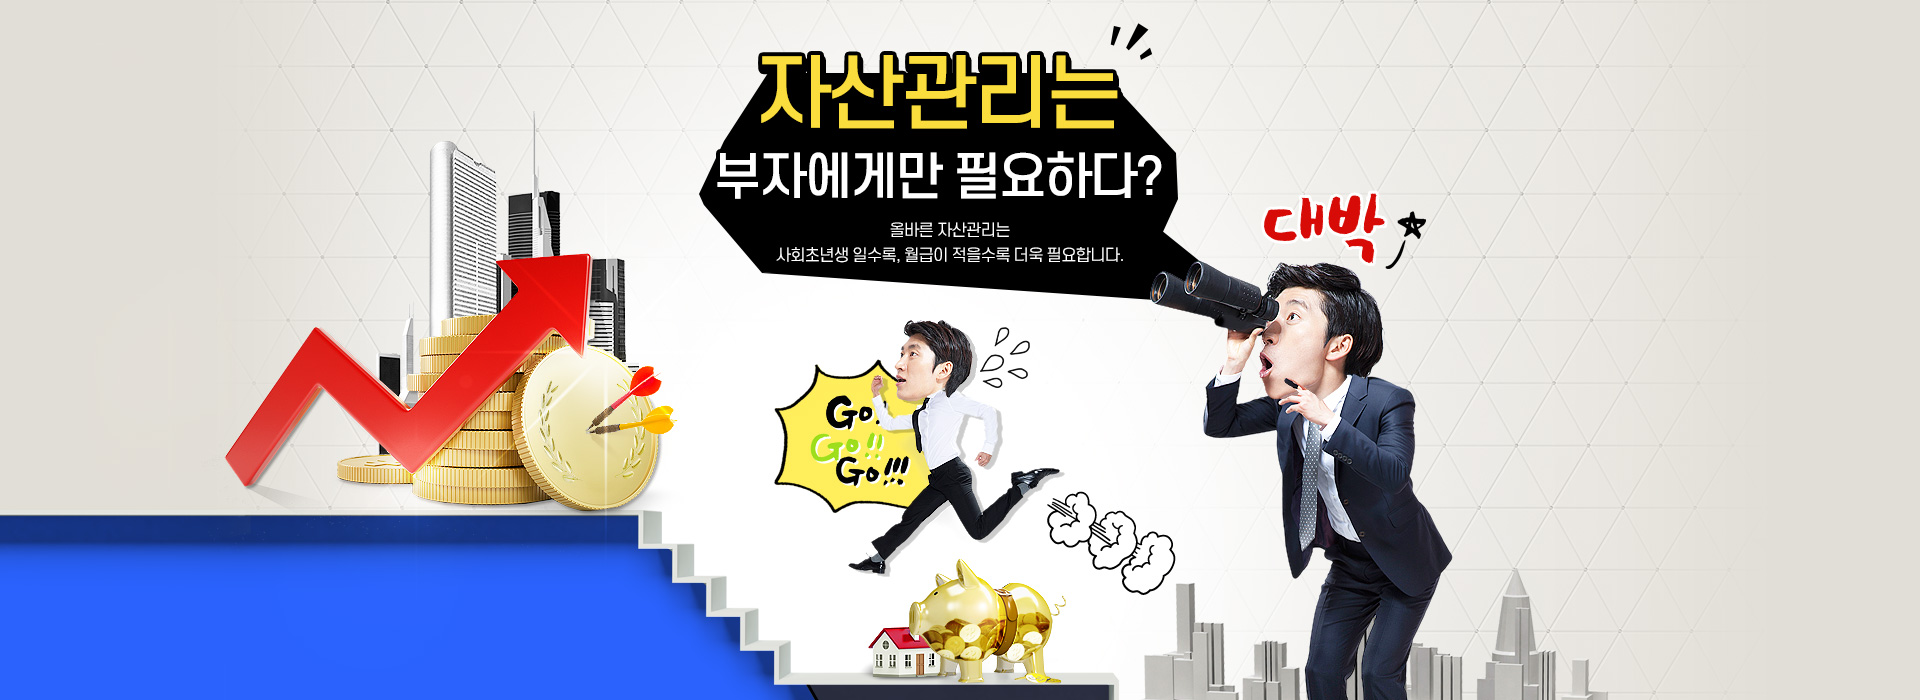 자산관리는
부자에게만 필요하다?
올바른 자산관리는
사회초년생 일수록, 월급이 적을수록 더욱 필요합니다.
대박
Go!
Go!!
Go!!!